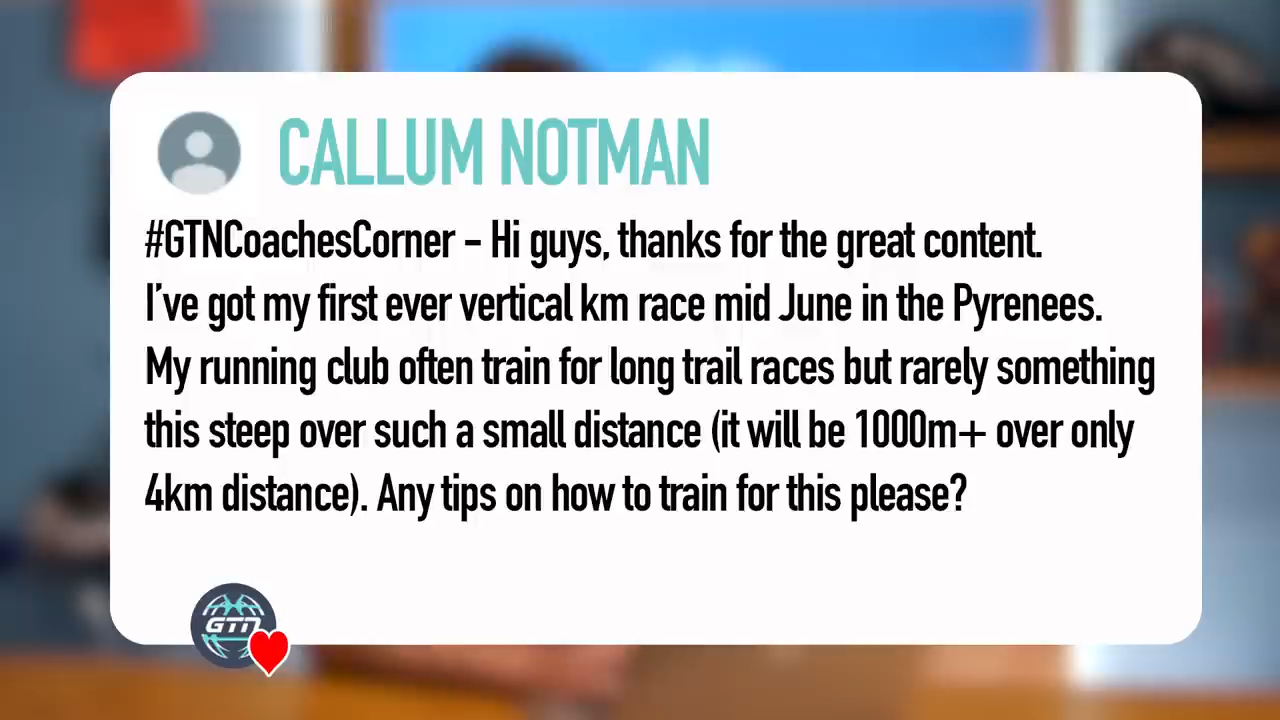 CALLUM NOTMAN
#GTNCoachesCorner - Hi guys, thanks for the great content.
I've got my first ever vertical km race mid June in the Pyrenees.
My running club often train for long trail races but rarely something
this steep over such a small distance (it will be 1000m+ over only
4km distance). Any tips on how to train for this please?
GTN